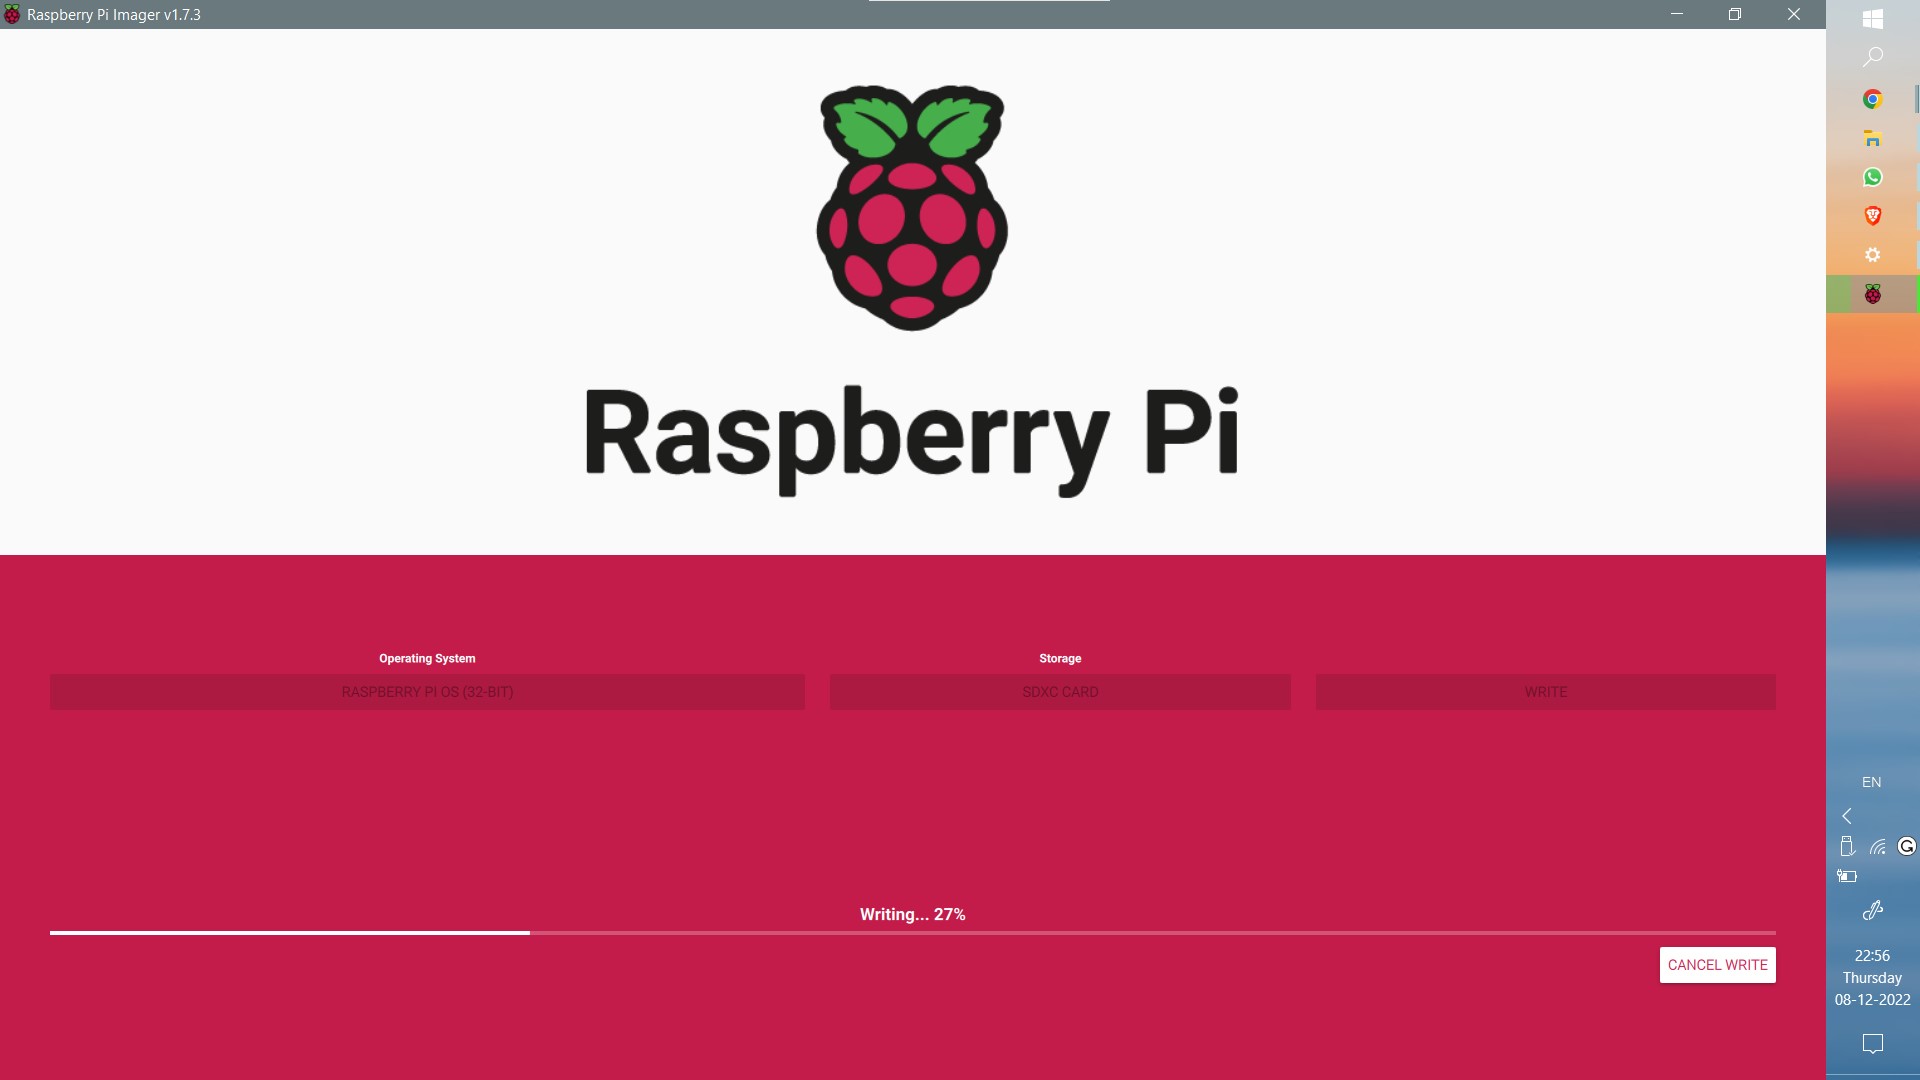 Raspberry Pi Imager v1.7.3
Raspberry Pi
Operating System
Storage
RASPBERRY PI OS (32-BIT)
SDXC CARD
WRITE
Writing... 27%
CANCEL WRITE
EN
G
22:56
Thursday
08-12-2022